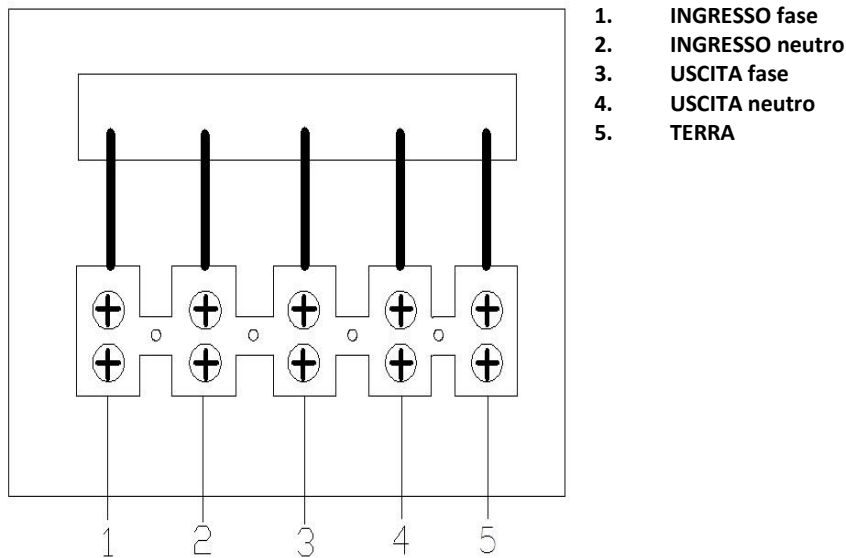 1. INGRESSO fase
2. INGRESSO neutro
3. USCITA fase
4. USCITA neutro
5. TERRA
1 2 3 4 5